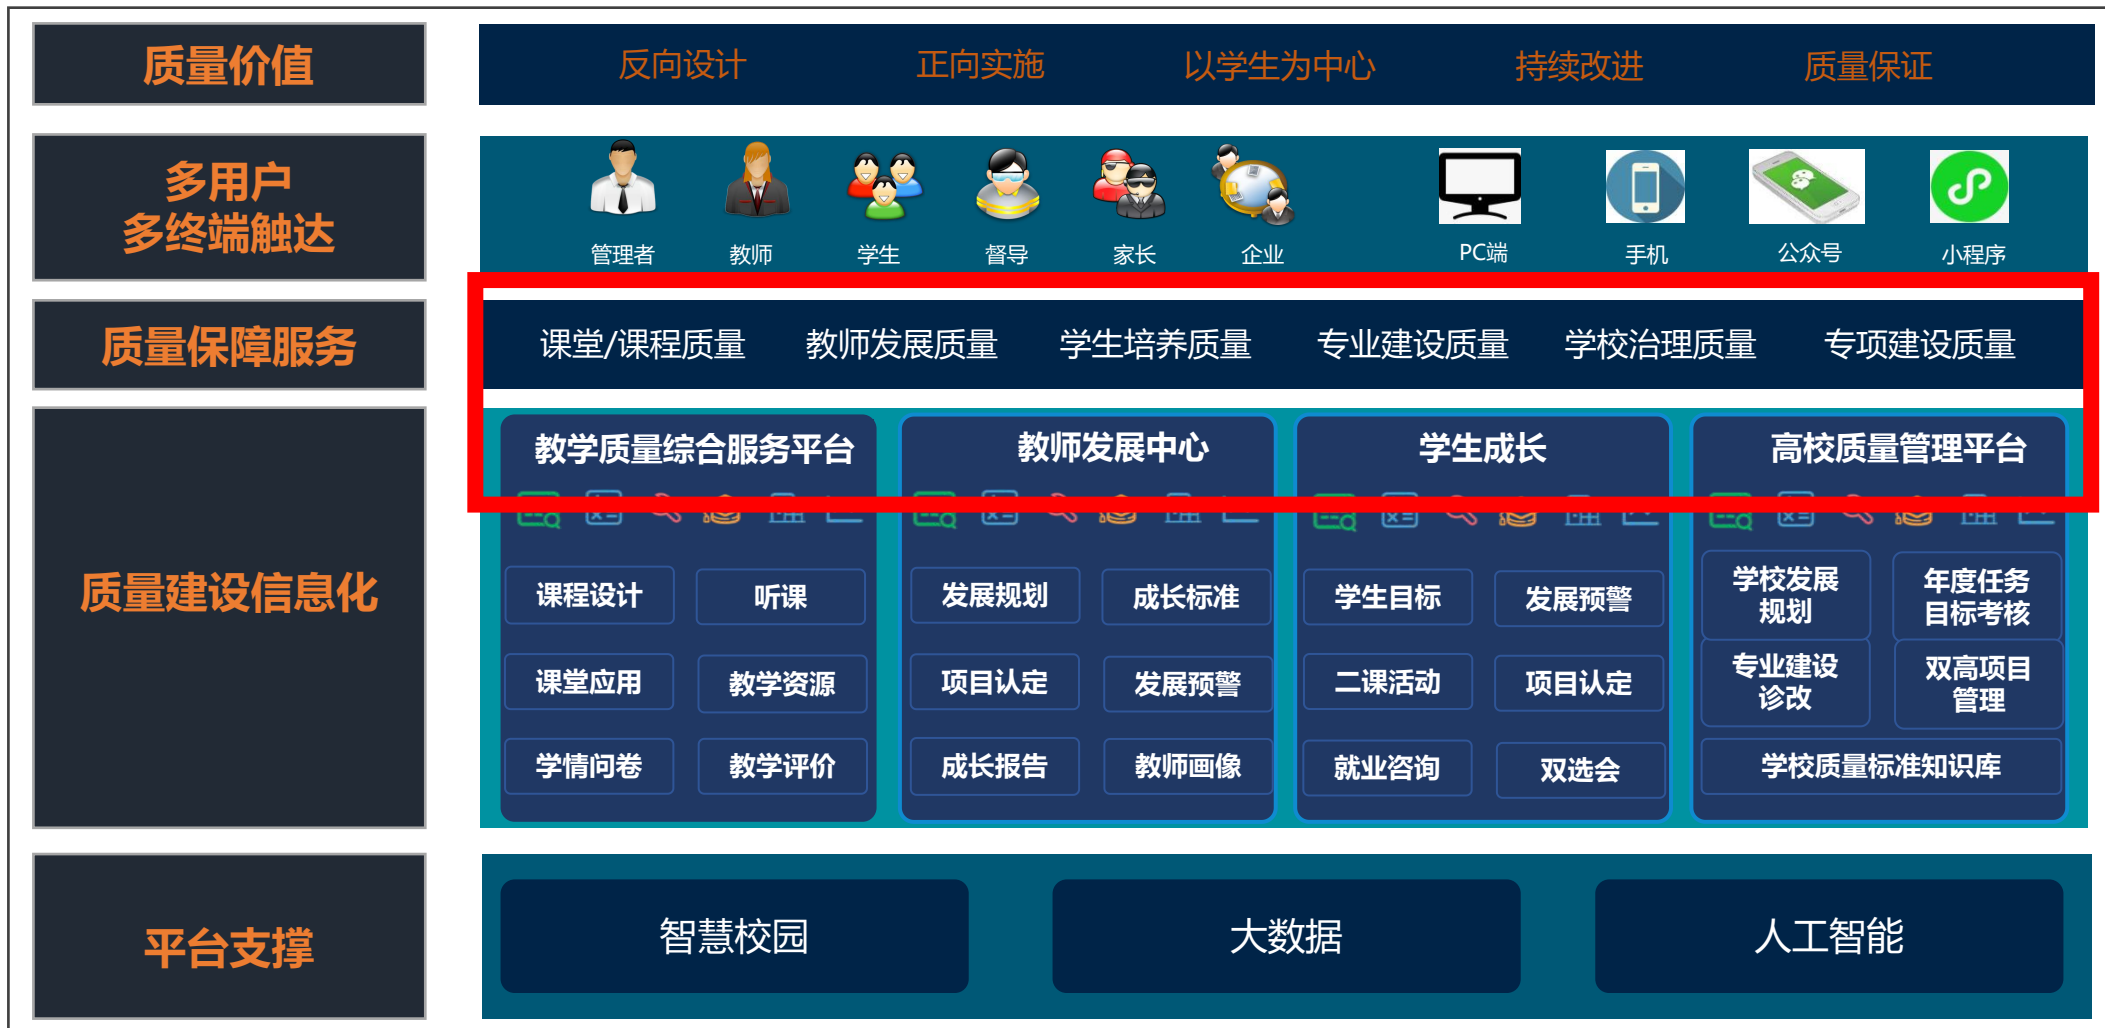 质量价值
反向设计 正向实施 以学生为中心 持续改进 质量保证
多用户
多终端触达
管理者 教师 学生 督导 家长 企业 PC端 手机 公众号 小程序
质量保障服务
课堂/课程质量 教师发展质量 学生培养质量 专业建设质量 学校治理质量 专项建设质量
质量建设信息化
教学质量综合服务平台
课程设计 听课
课堂应用 教学资源
学情问卷 教学评价
教师发展中心
发展规划 成长标准
项目认定 发展预警
成长报告 教师画像
学生成长
学生目标 发展预警
二课活动 项目认定
就业咨询 双选会
高校质量管理平台
学校发展
规划
年度任务
目标考核
专业建设
诊改
双高项目
管理
学校质量标准知识库
平台支撑
智慧校园 大数据 人工智能